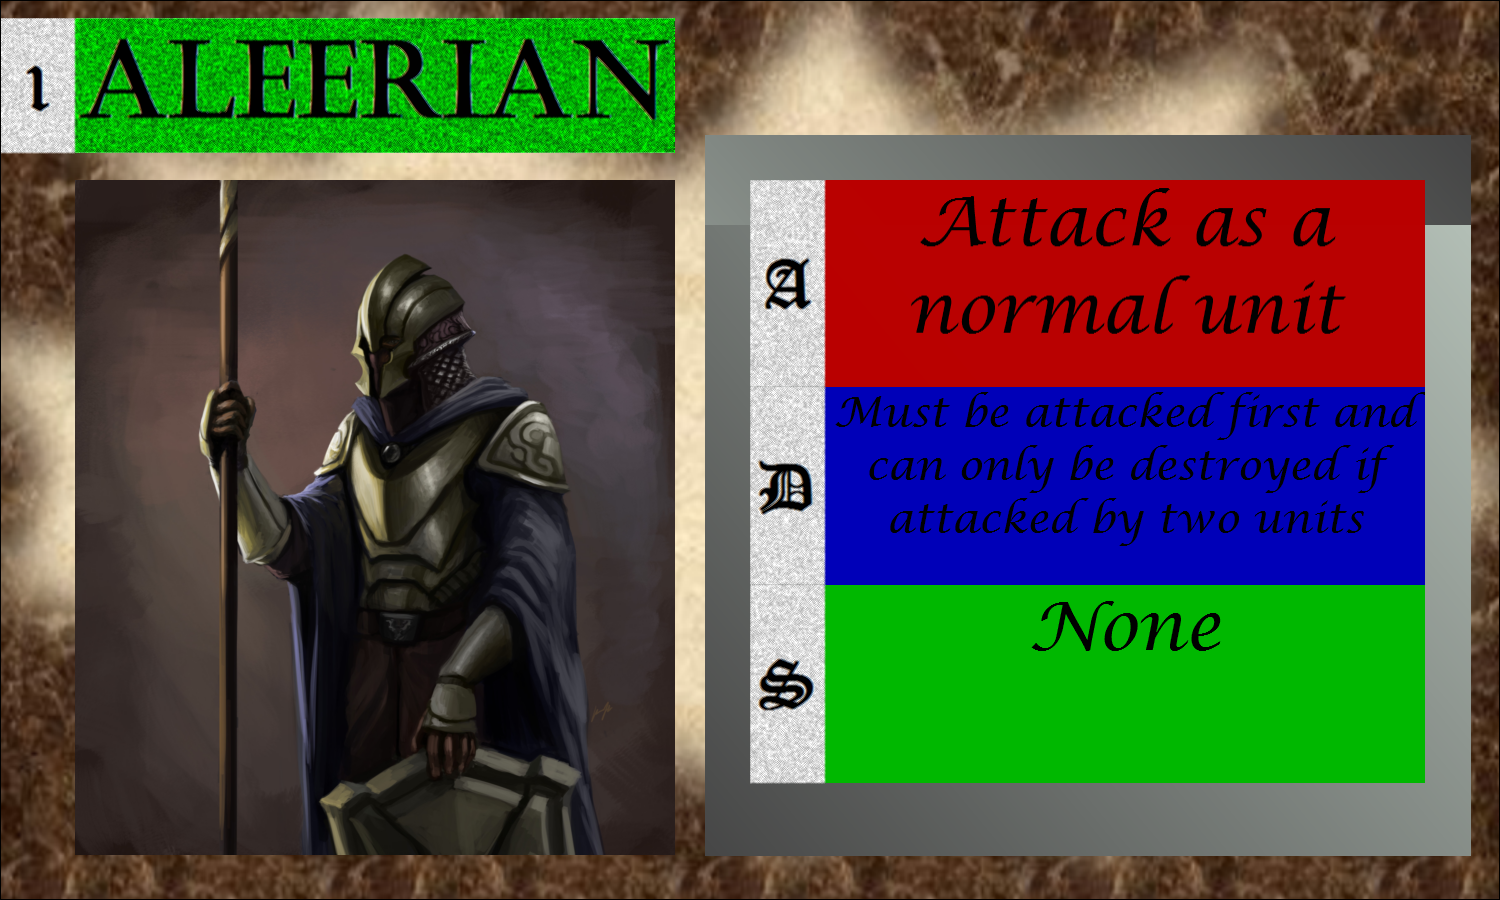 1 ALEERIAN
A
Attack as a
normal unit
D
Must be attacked first and
can only be destroyed if
attacked by two units
S
None